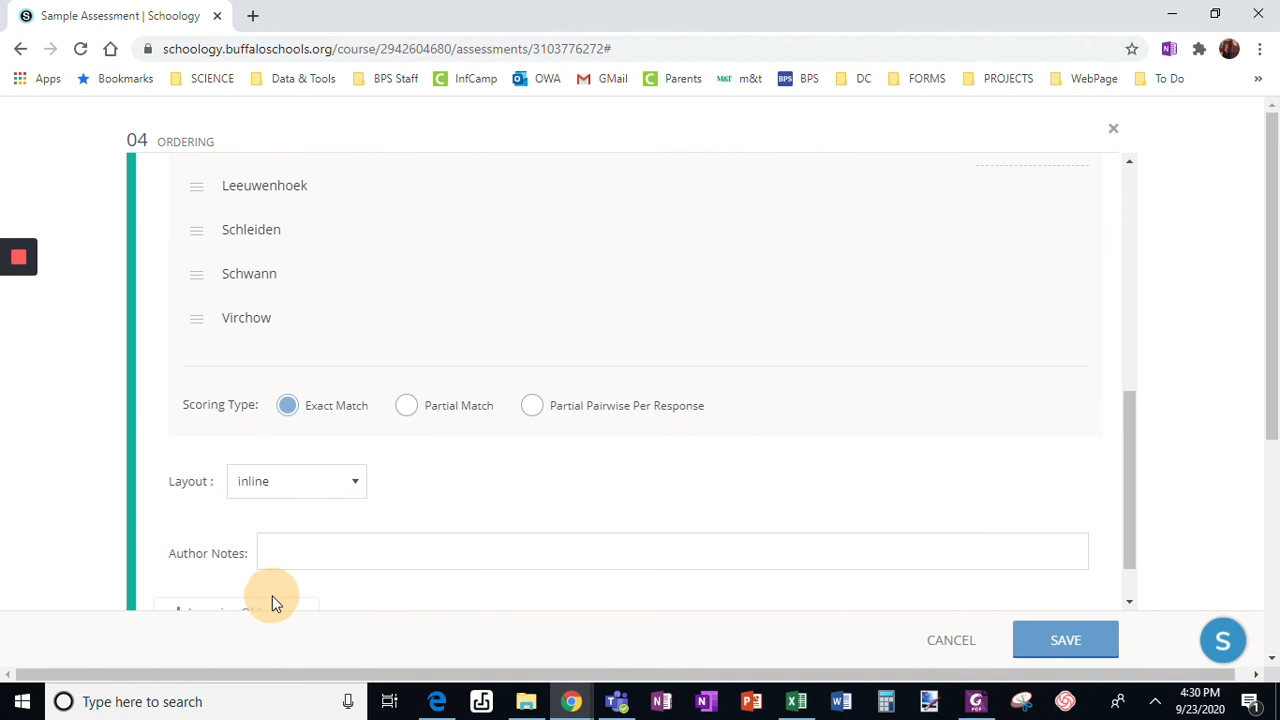 Sample Assessment | Schoology
schoology.buffaloschools.org/course/2942604680/assessments/3103776272#
Apps Bookmarks SCIENCE Data & Tools BPS Staff InfCamp OWA GMail Parents m&t BPS DC FORMS PROJECTS WebPage To Do
04 ORDERING
Leeuwenhoek
Schleiden
Schwann
Virchow
Scoring Type: Exact Match Partial Match Partial Pairwise Per Response
Layout : inline
Author Notes:
CANCEL SAVE S
Type here to search
4:30 PM
9/23/2020